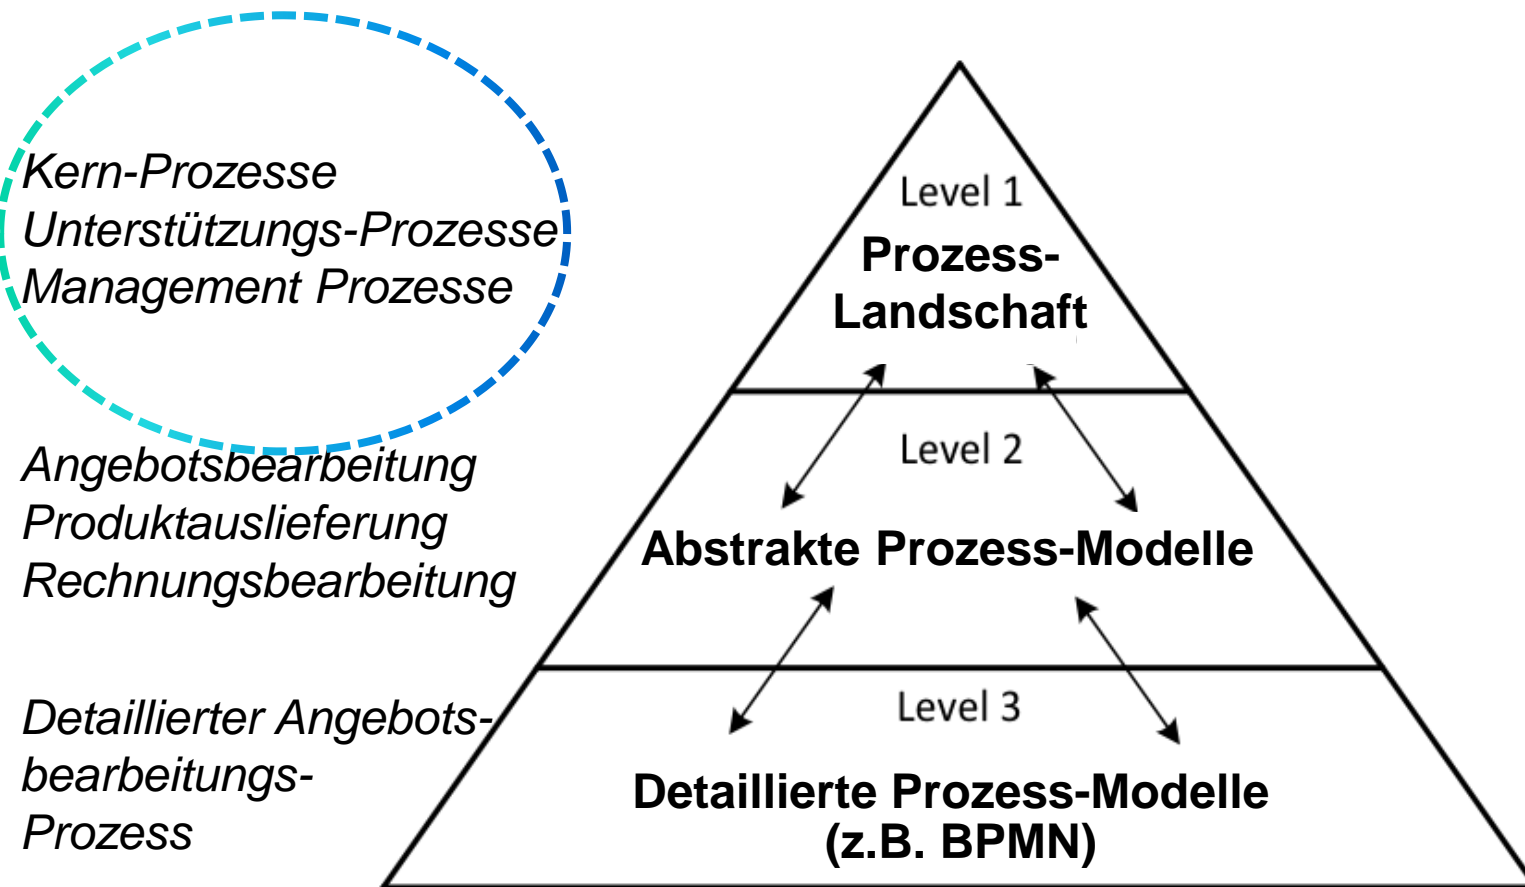 Kern-Prozesse
Unterstützungs-Prozesse
Management Prozesse
Angebotsbearbeitung
Produktauslieferung
Rechnungsbearbeitung
Detaillierter Angebots-
bearbeitungs-
Prozess
Level 1
Prozess-
Landschaft
Level 2
Abstrakte Prozess-Modelle
Level 3
Detaillierte Prozess-Modelle
(z.B. BPMN)